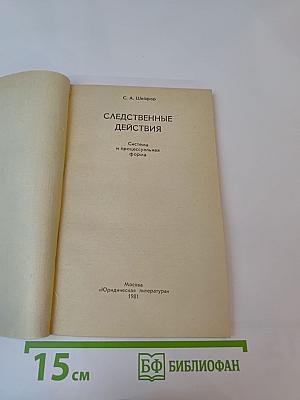 С. А. Шейфер
СЛЕДСТВЕННЫЕ
ДЕЙСТВИЯ
Система
и процессуальная
форма
Москва
«Юридическая литература»
1981
15 см
БФ БИБЛИОФАН